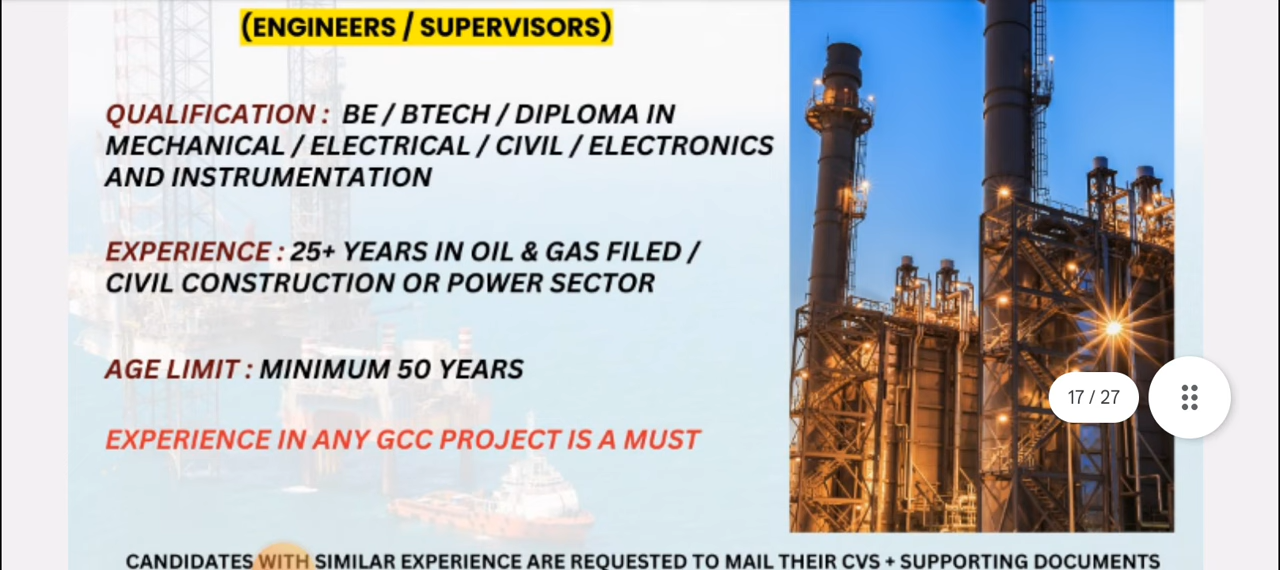 (ENGINEERS / SUPERVISORS)
QUALIFICATION : BE / BTECH / DIPLOMA IN
MECHANICAL / ELECTRICAL / CIVIL / ELECTRONICS
AND INSTRUMENTATION
EXPERIENCE : 25+ YEARS IN OIL & GAS FILED /
CIVIL CONSTRUCTION OR POWER SECTOR
AGE LIMIT : MINIMUM 50 YEARS
17 / 27
EXPERIENCE IN ANY GCC PROJECT IS A MUST
CANDIDATES WITH SIMILAR EXPERIENCE ARE REQUESTED TO MAIL THEIR CVS + SUPPORTING DOCUMENTS